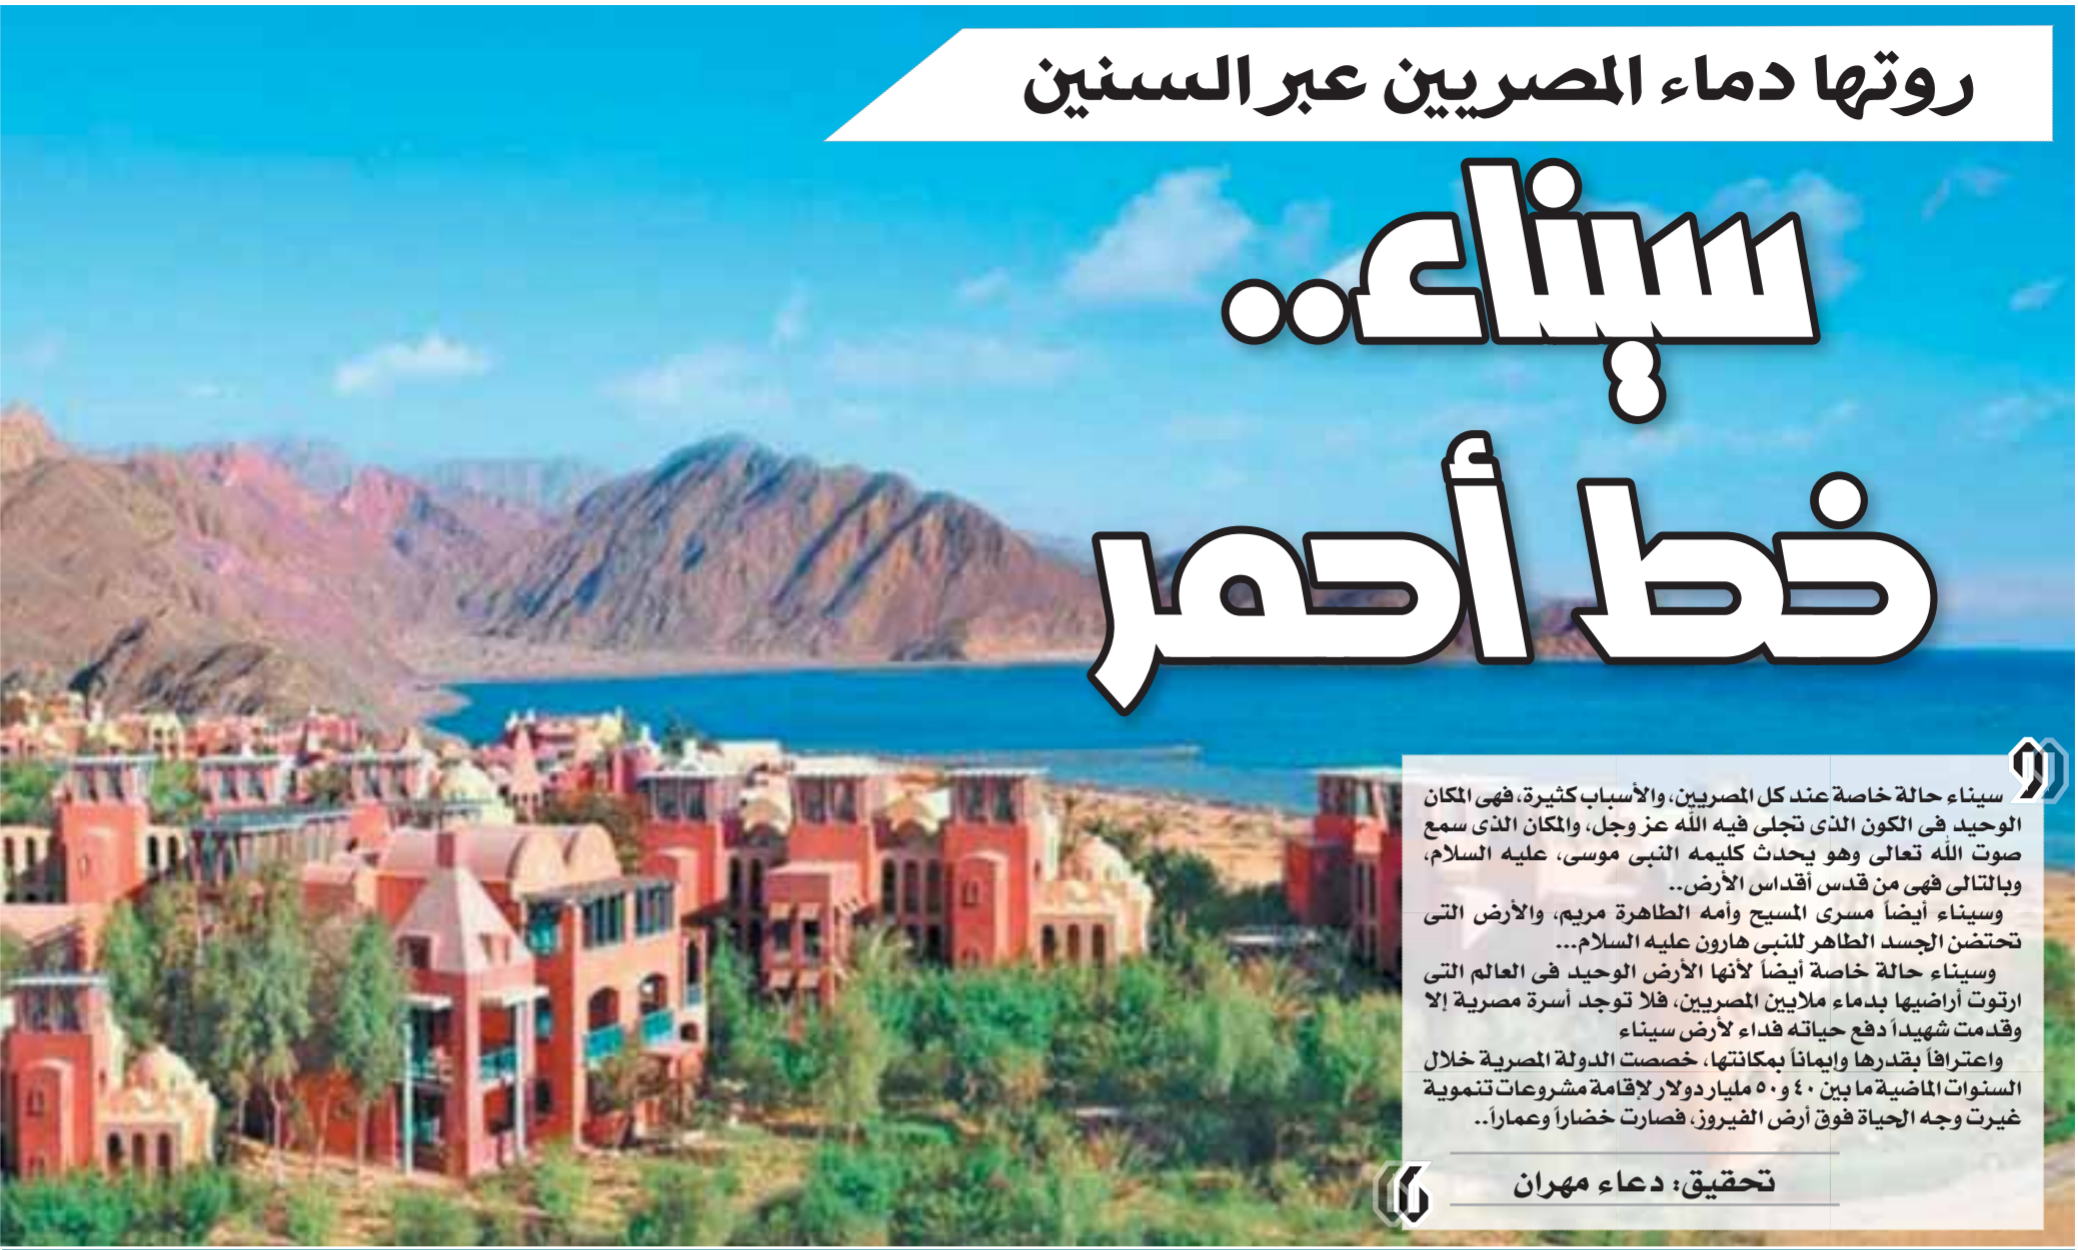 روتها دماء المصريين عبر السنين
سيناء..
خط أحمر
سيناء حالة خاصة عند كل المصريين، والأسباب كثيرة، فهى المكان
الوحيد فى الكون الذى تجلى فيه الله عز وجل، والمكان الذى سمع
صوت الله تعالى وهو يحدث كليمه النبى موسى، عليه السلام،
وبالتالى فهى من قدس أقداس الأرض..
وسيناء أيضاً مسرى المسيح وأمه الطاهرة مريم، والأرض التى
تحتضن الجسد الطاهر للنبى هارون عليه السلام...
وسيناء حالة خاصة أيضاً لأنها الأرض الوحيد فى العالم التى
ارتوت أراضيها بدماء ملايين المصريين، فلا توجد أسرة مصرية إلا
وقدمت شهيداً دفع حياته فداء لأرض سيناء
واعترافاً بقدرها وإيماناً بمكانتها، خصصت الدولة المصرية خلال
السنوات الماضية ما بين ٤٠ و٥٠ مليار دولار لإقامة مشروعات تنموية
غيرت وجه الحياة فوق أرض الفيروز، فصارت خضاراً وعماراً..
تحقيق: دعاء مهران